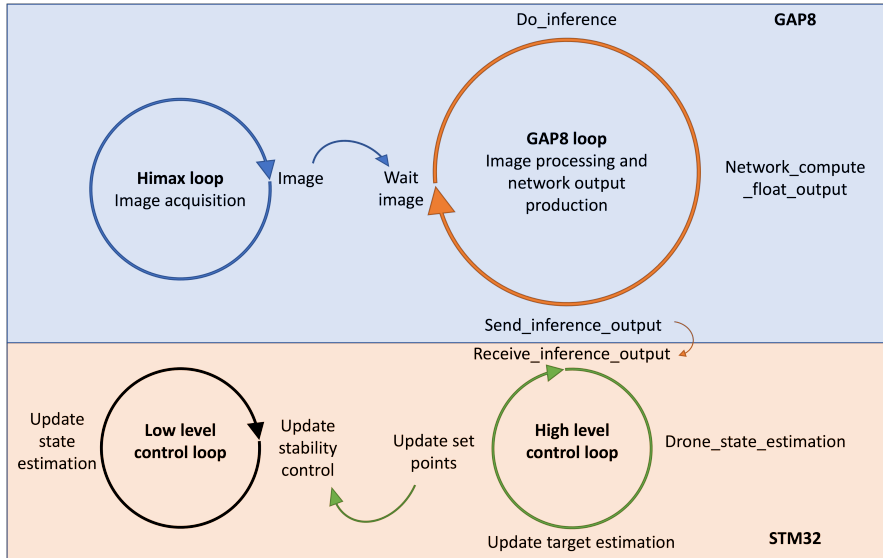 Do_inference
GAP8
GAP8 loop
Image processing and
network output
production
Himax loop
Image acquisition
Image
Wait
image
Network_compute
_float_output
Send_inference_output
Receive_inference_output
Update
state
estimation
Low level
control loop
Update
stability
control
Update set
points
High level
control loop
Drone_state_estimation
Update target estimation
STM32